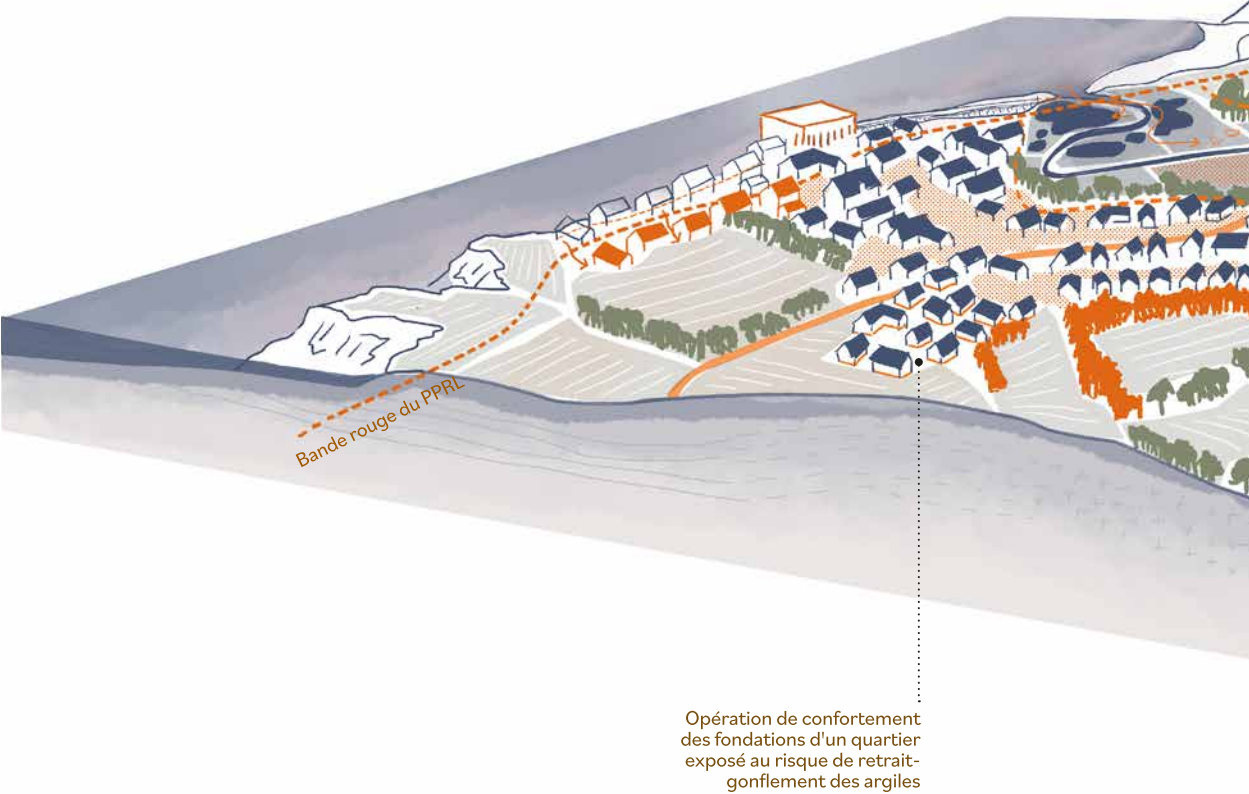 Bande rouge du PPRL
Opération de confortement
des fondations d'un quartier
exposé au risque de retrait-
gonflement des argiles